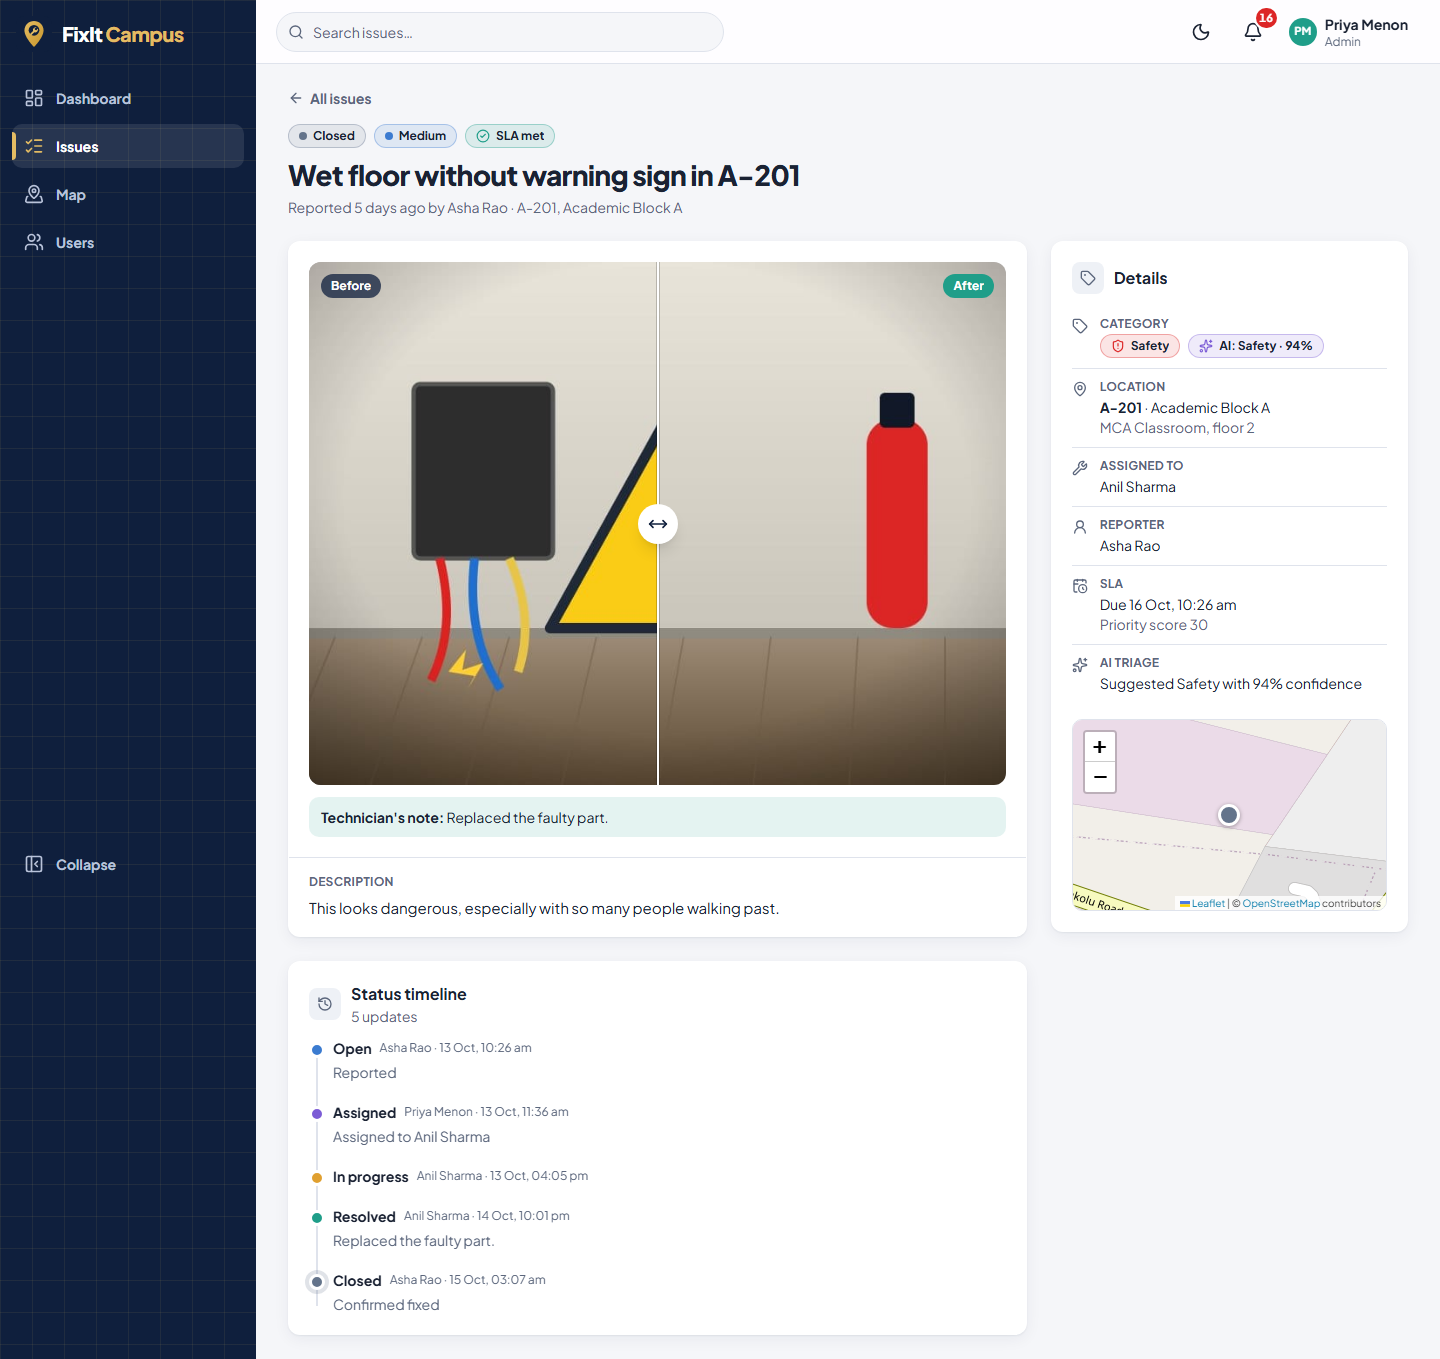 FixIt Campus
Search issues...
16
PM
Priya Menon
Admin
Dashboard
Issues
Map
Users
Collapse
All issues
Closed
Medium
SLA met
Wet floor without warning sign in A-201
Reported 5 days ago by Asha Rao · A-201, Academic Block A
Before
After
Technician's note: Replaced the faulty part.
DESCRIPTION
This looks dangerous, especially with so many people walking past.
Details
CATEGORY
Safety
AI: Safety · 94%
LOCATION
A-201 · Academic Block A
MCA Classroom, floor 2
ASSIGNED TO
Anil Sharma
REPORTER
Asha Rao
SLA
Due 16 Oct, 10:26 am
Priority score 30
AI TRIAGE
Suggested Safety with 94% confidence
+
−
Leaflet | © OpenStreetMap contributors
Status timeline
5 updates
Open Asha Rao · 13 Oct, 10:26 am
Reported
Assigned Priya Menon · 13 Oct, 11:36 am
Assigned to Anil Sharma
In progress Anil Sharma · 13 Oct, 04:05 pm
Resolved Anil Sharma · 14 Oct, 10:01 pm
Replaced the faulty part.
Closed Asha Rao · 15 Oct, 03:07 am
Confirmed fixed